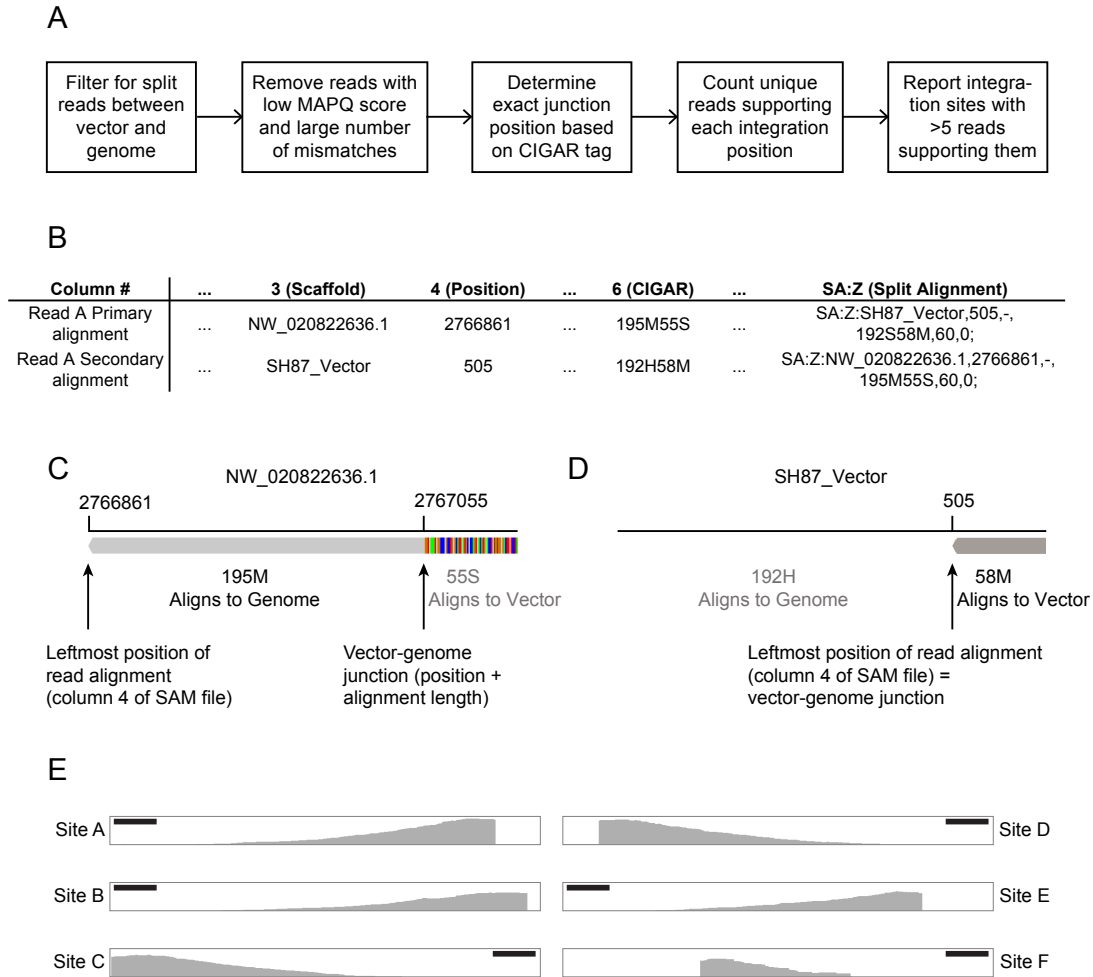 A
Filter for split
reads between
vector and
genome
Remove reads with
low MAPQ score
and large number
of mismatches
Determine
exact junction
position based
on CIGAR tag
Count unique
reads supporting
each integration
position
Report integra-
tion sites with
>5 reads
supporting them
B
Column # ... 3 (Scaffold) 4 (Position) ... 6 (CIGAR) ... SA:Z (Split Alignment)
Read A Primary
alignment
... NW_020822636.1 2766861 ... 195M55S ...
SA:Z:SH87_Vector,505,-,
192S58M,60,0;
Read A Secondary
alignment
... SH87_Vector 505 ... 192H58M ...
SA:Z:NW_020822636.1,2766861,-,
195M55S,60,0;
C
NW_020822636.1
2766861 2767055
195M
Aligns to Genome
55S
Aligns to Vector
Leftmost position of
read alignment
(column 4 of SAM file)
Vector-genome
junction (position +
alignment length)
D
SH87_Vector
505
192H
Aligns to Genome
58M
Aligns to Vector
Leftmost position of read alignment
(column 4 of SAM file) =
vector-genome junction
E
Site A
Site D
Site B
Site E
Site C
Site F